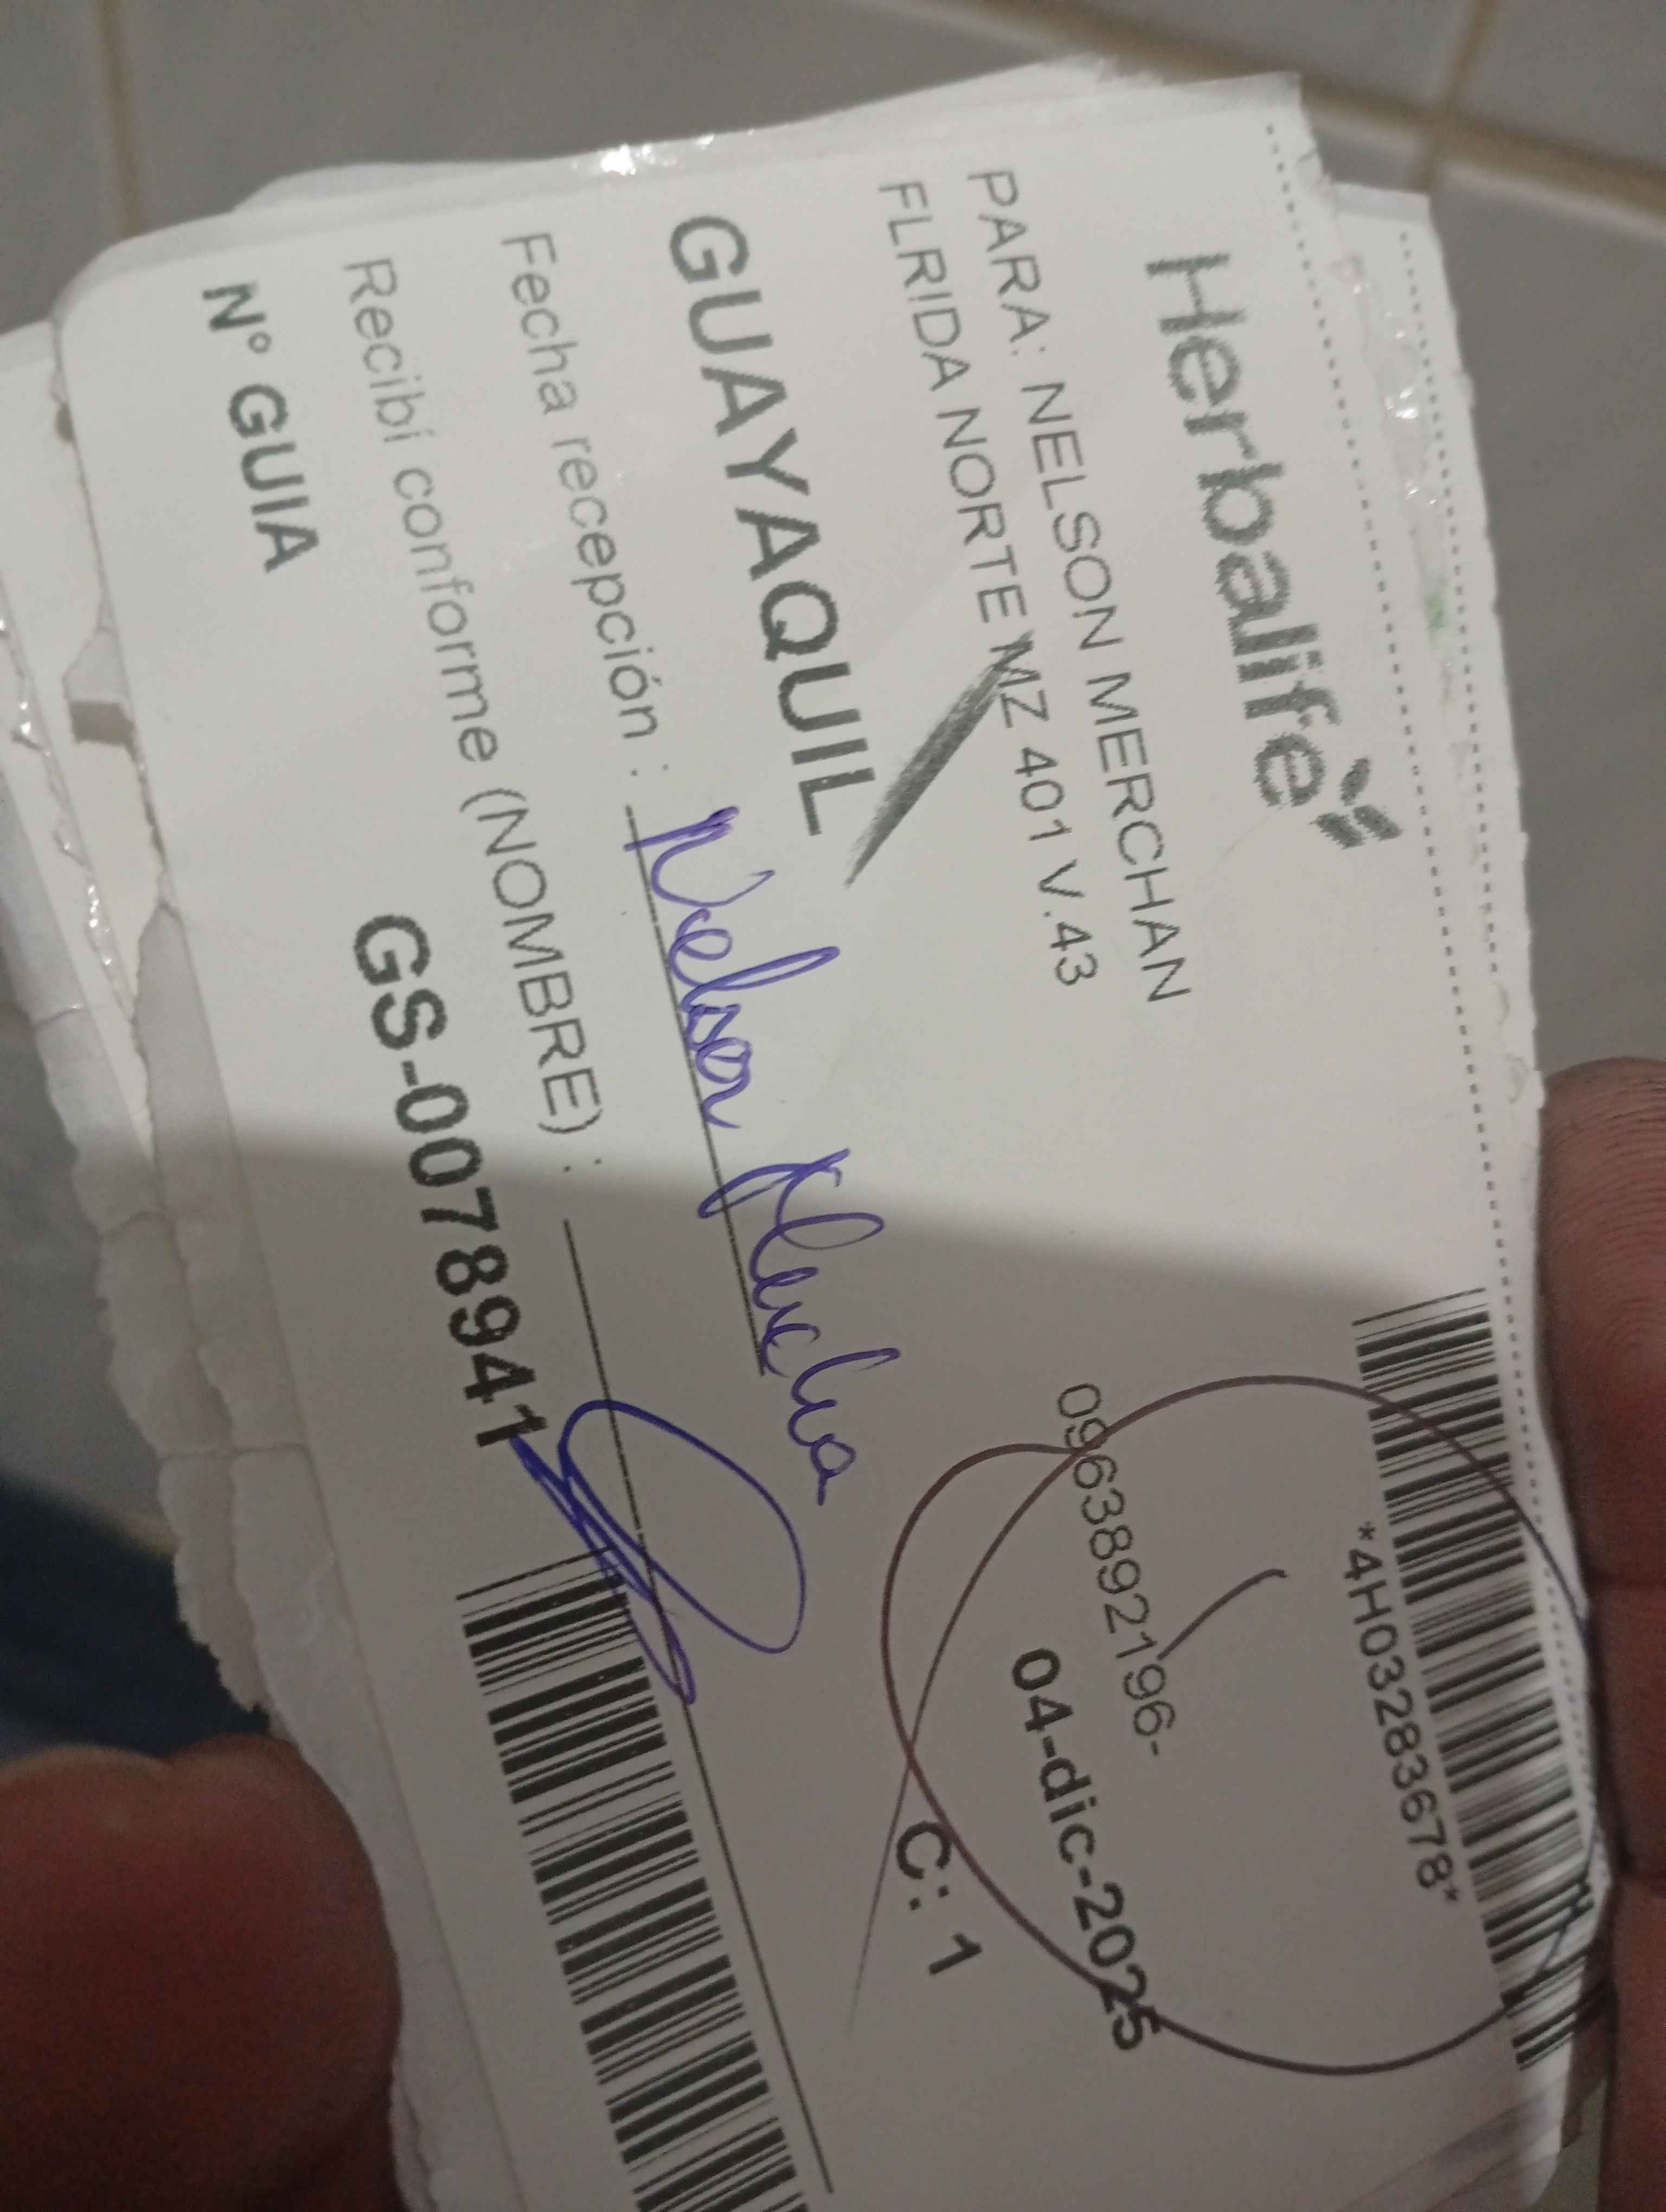 *4H03283678*
Herbalife
PARA: NELSON MERCHAN
0963892196-
FLRIDA NORTE MZ 401 V.43
04-dic-2025
GUAYAQUIL
C: 1
Fecha recepción : Nelson
Recibí conforme (NOMBRE) :
N° GUIA GS-0078941